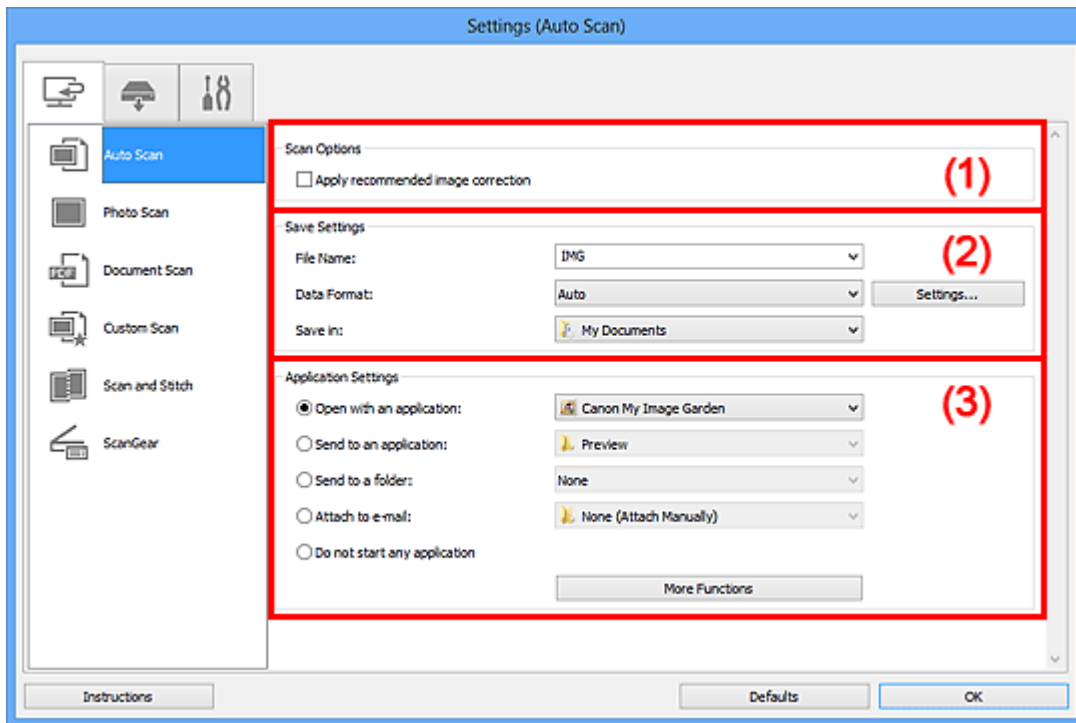 Settings (Auto Scan)
Auto Scan
Photo Scan
Document Scan
Custom Scan
Scan and Stitch
ScanGear
Scan Options
Apply recommended image correction
(1)
Save Settings
(2)
File Name: IMG
Data Format: Auto Settings...
Save in: My Documents
Application Settings
(3)
Open with an application: Canon My Image Garden
Send to an application: Preview
Send to a folder: None
Attach to e-mail: None (Attach Manually)
Do not start any application
More Functions
Instructions Defaults OK